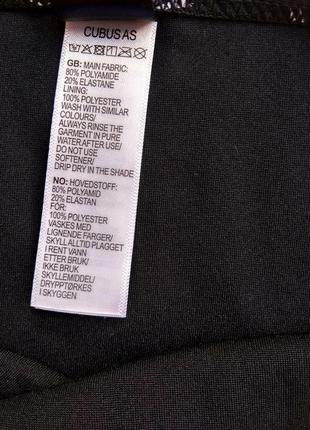 CUBUS AS
GB: MAIN FABRIC:
80% POLYAMIDE
20% ELASTANE
LINING:
100% POLYESTER
WASH WITH SIMILAR
COLOURS/
ALWAYS RINSE THE
GARMENT IN PURE
WATER AFTER USE/
DO NOT USE
SOFTENER/
DRIP DRY IN THE SHADE
NO: HOVEDSTOFF:
80% POLYAMID
20% ELASTAN
FÔR:
100% POLYESTER
VASKES MED
LIGNENDE FARGER/
SKYLL ALLTID PLAGGET
I RENT VANN
ETTER BRUK/
IKKE BRUK
SKYLLEMIDDEL/
DRYPPTØRKES
I SKYGGEN